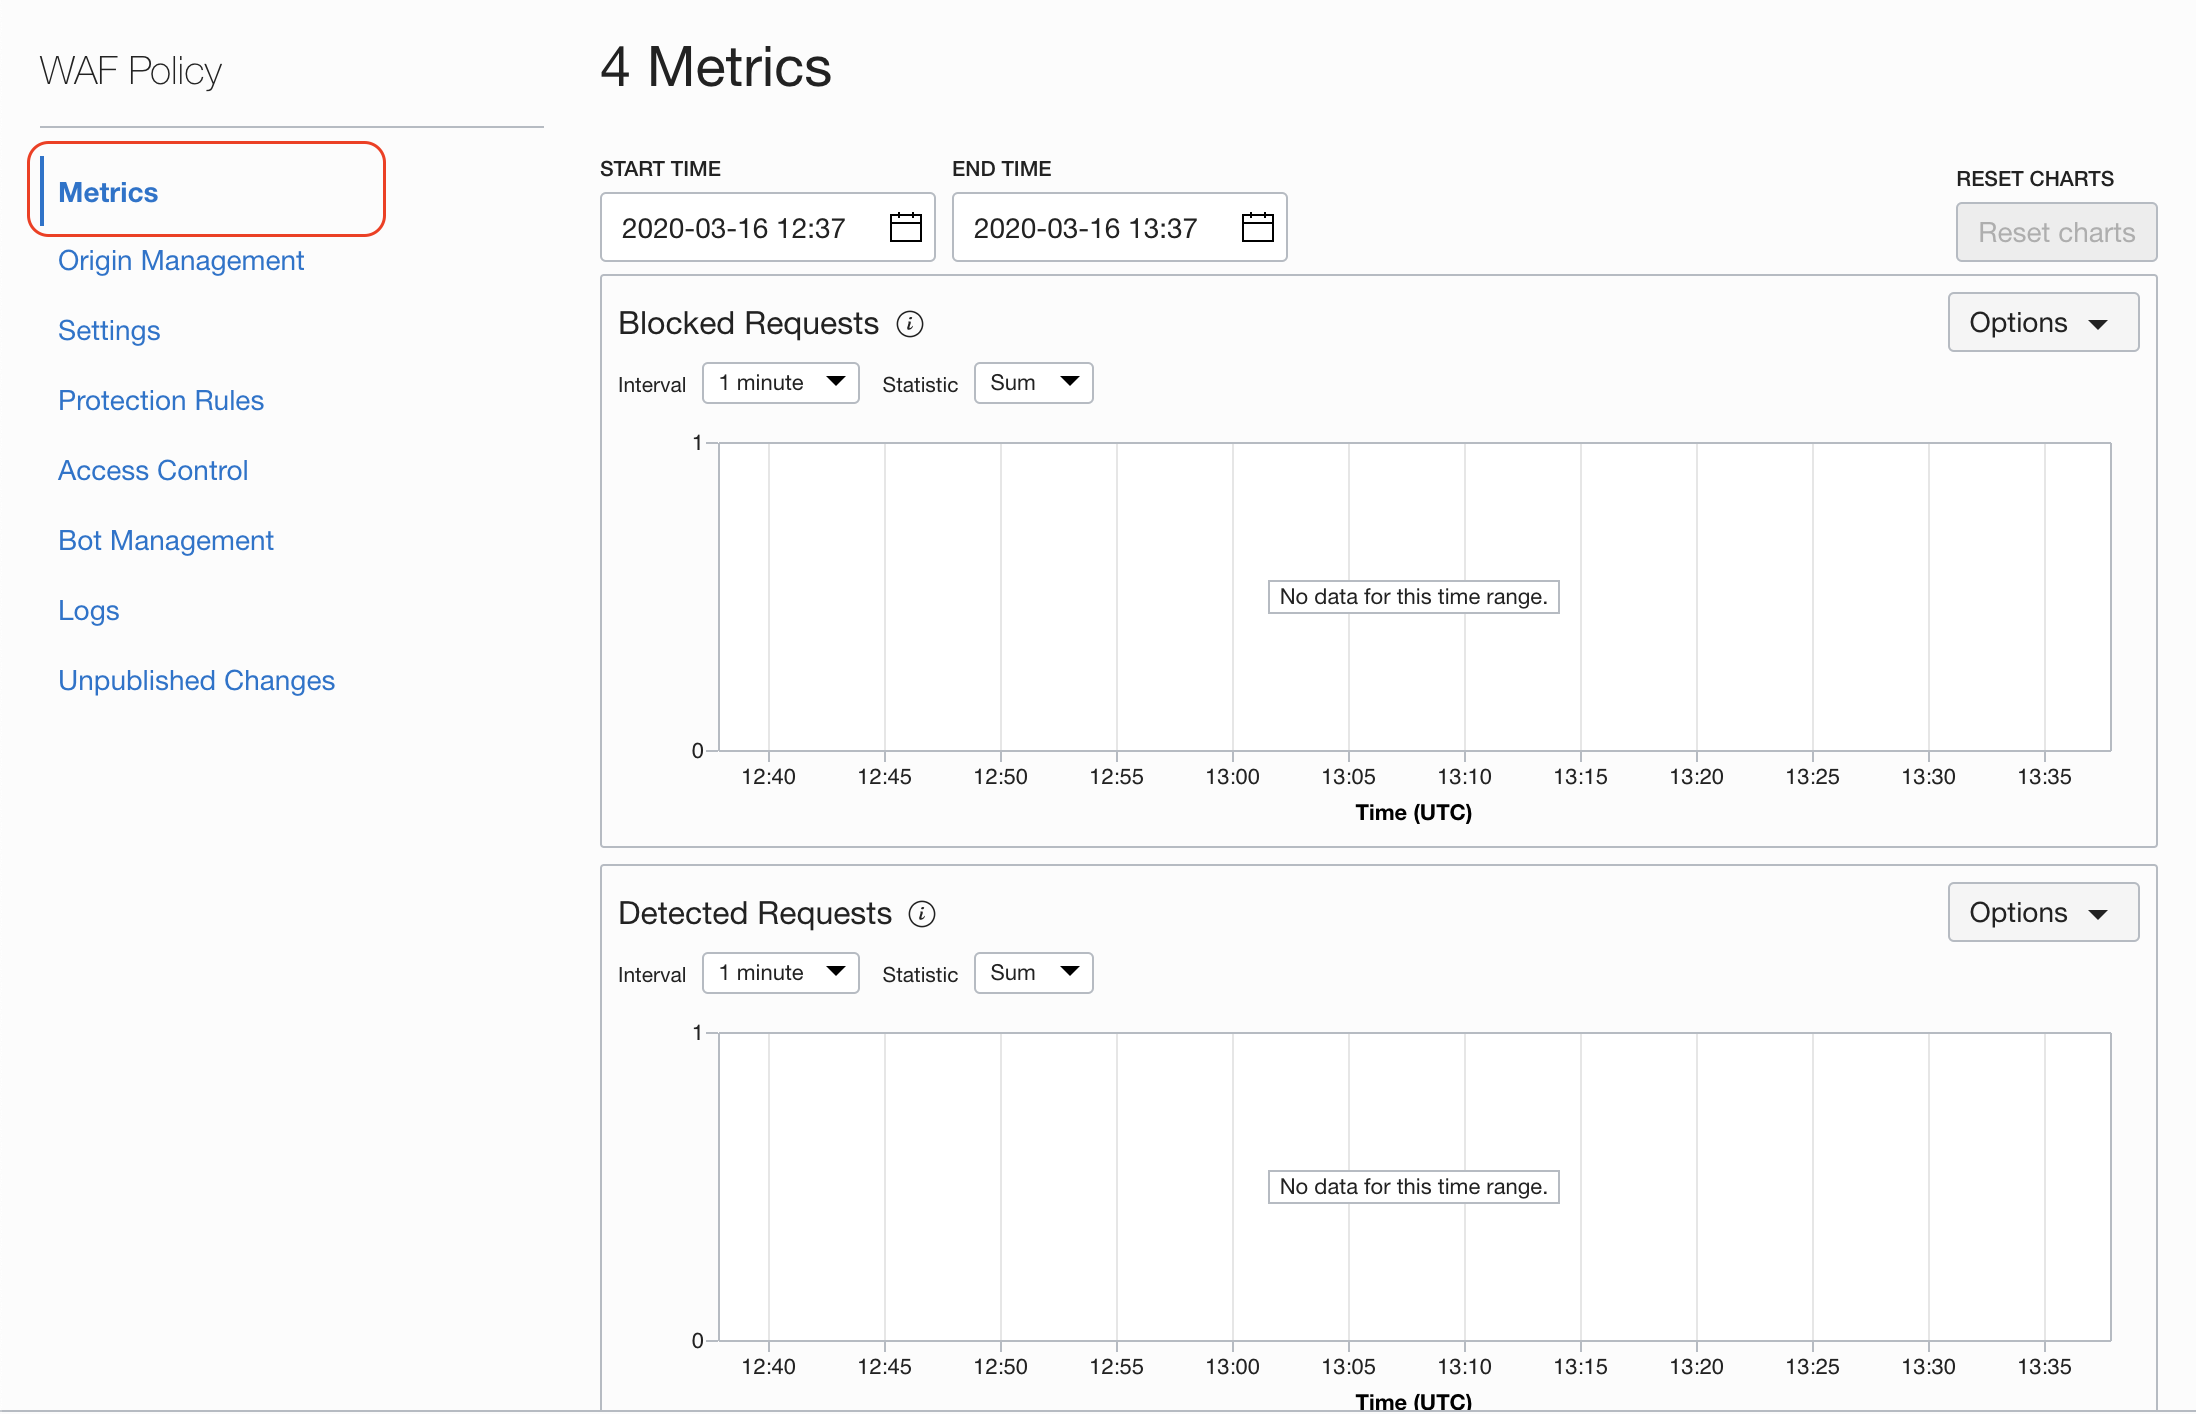 WAF Policy
Metrics
Origin Management
Settings
Protection Rules
Access Control
Bot Management
Logs
Unpublished Changes
4 Metrics
START TIME END TIME RESET CHARTS
2020-03-16 12:37 2020-03-16 13:37 Reset charts
Blocked Requests i Options
Interval 1 minute Statistic Sum
1
No data for this time range.
0
12:40 12:45 12:50 12:55 13:00 13:05 13:10 13:15 13:20 13:25 13:30 13:35
Time (UTC)
Detected Requests i Options
Interval 1 minute Statistic Sum
1
No data for this time range.
0
12:40 12:45 12:50 12:55 13:00 13:05 13:10 13:15 13:20 13:25 13:30 13:35
Time (UTC)